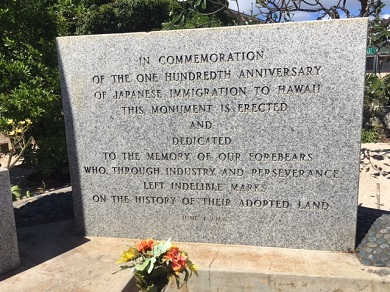 IN COMMEMORATION
OF THE ONE HUNDREDTH ANNIVERSARY
OF JAPANESE IMMIGRATION TO HAWAII
THIS MONUMENT IS ERECTED
AND
DEDICATED
TO THE MEMORY OF OUR FOREBEARS
WHO THROUGH INDUSTRY AND PERSEVERANCE
LEFT INDELIBLE MARKS
ON THE HISTORY OF THEIR ADOPTED LAND
JUNE